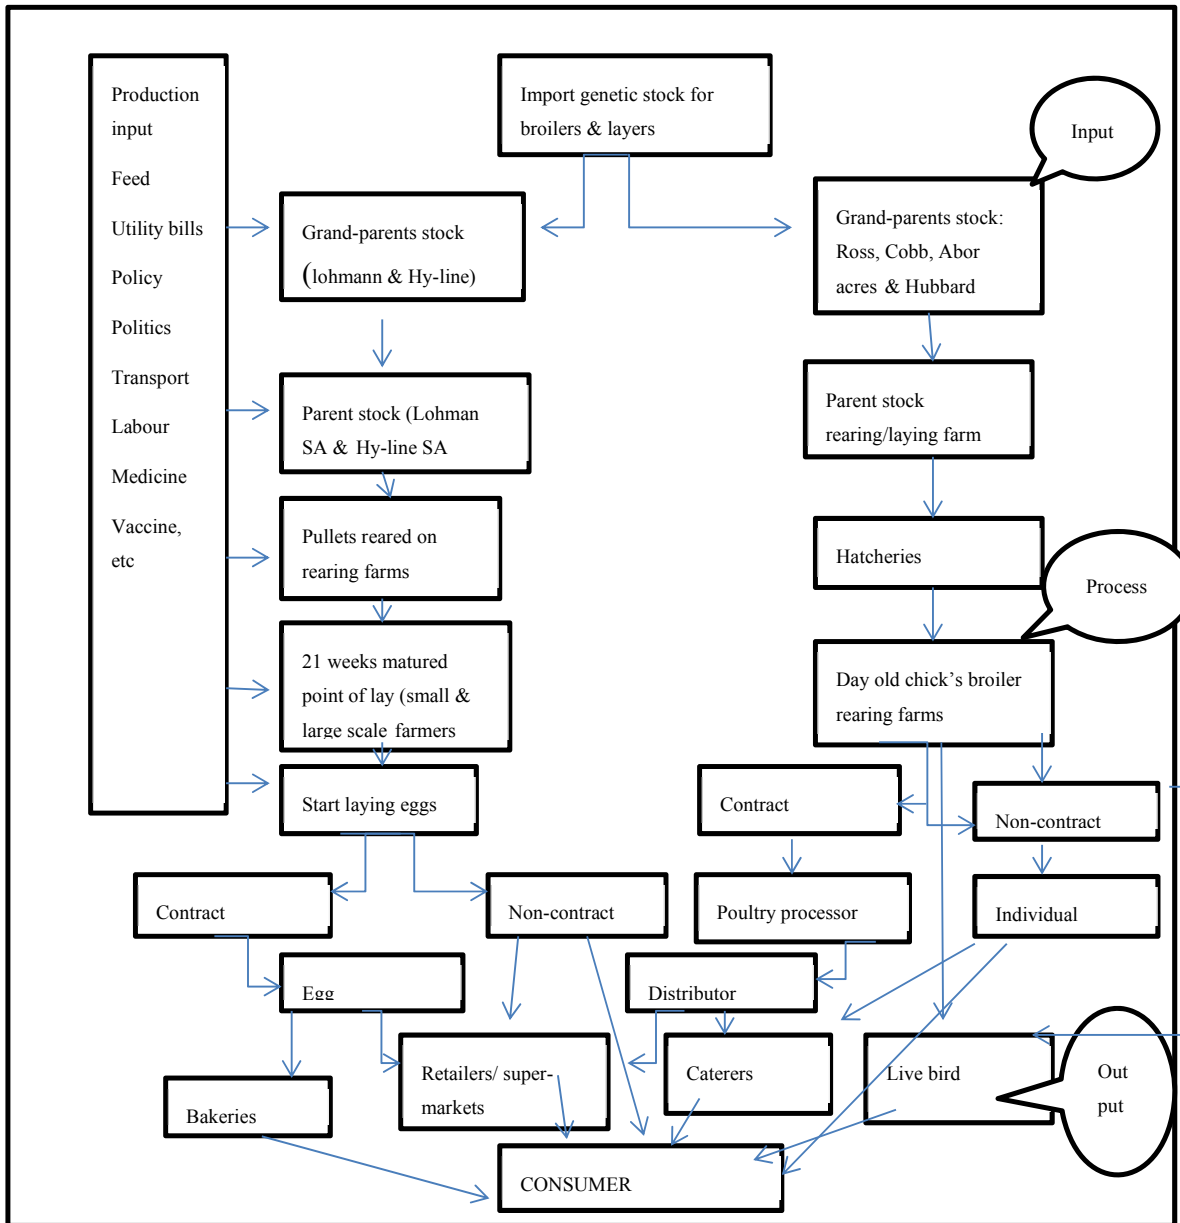 Production
input
Feed
Utility bills
Policy
Politics
Transport
Labour
Medicine
Vaccine,
etc
Import genetic stock for
broilers & layers
Input
Grand-parents stock
(lohmann & Hy-line)
Grand-parents stock:
Ross, Cobb, Abor
acres & Hubbard
Parent stock (Lohman
SA & Hy-line SA
Parent stock
rearing/laying farm
Pullets reared on
rearing farms
Hatcheries
Process
21 weeks matured
point of lay (small &
large scale farmers
Day old chick’s broiler
rearing farms
Start laying eggs
Contract
Non-contract
Contract
Non-contract
Poultry processor
Individual
Egg
Distributor
Retailers/ super-
markets
Caterers
Live bird
Out
put
Bakeries
CONSUMER